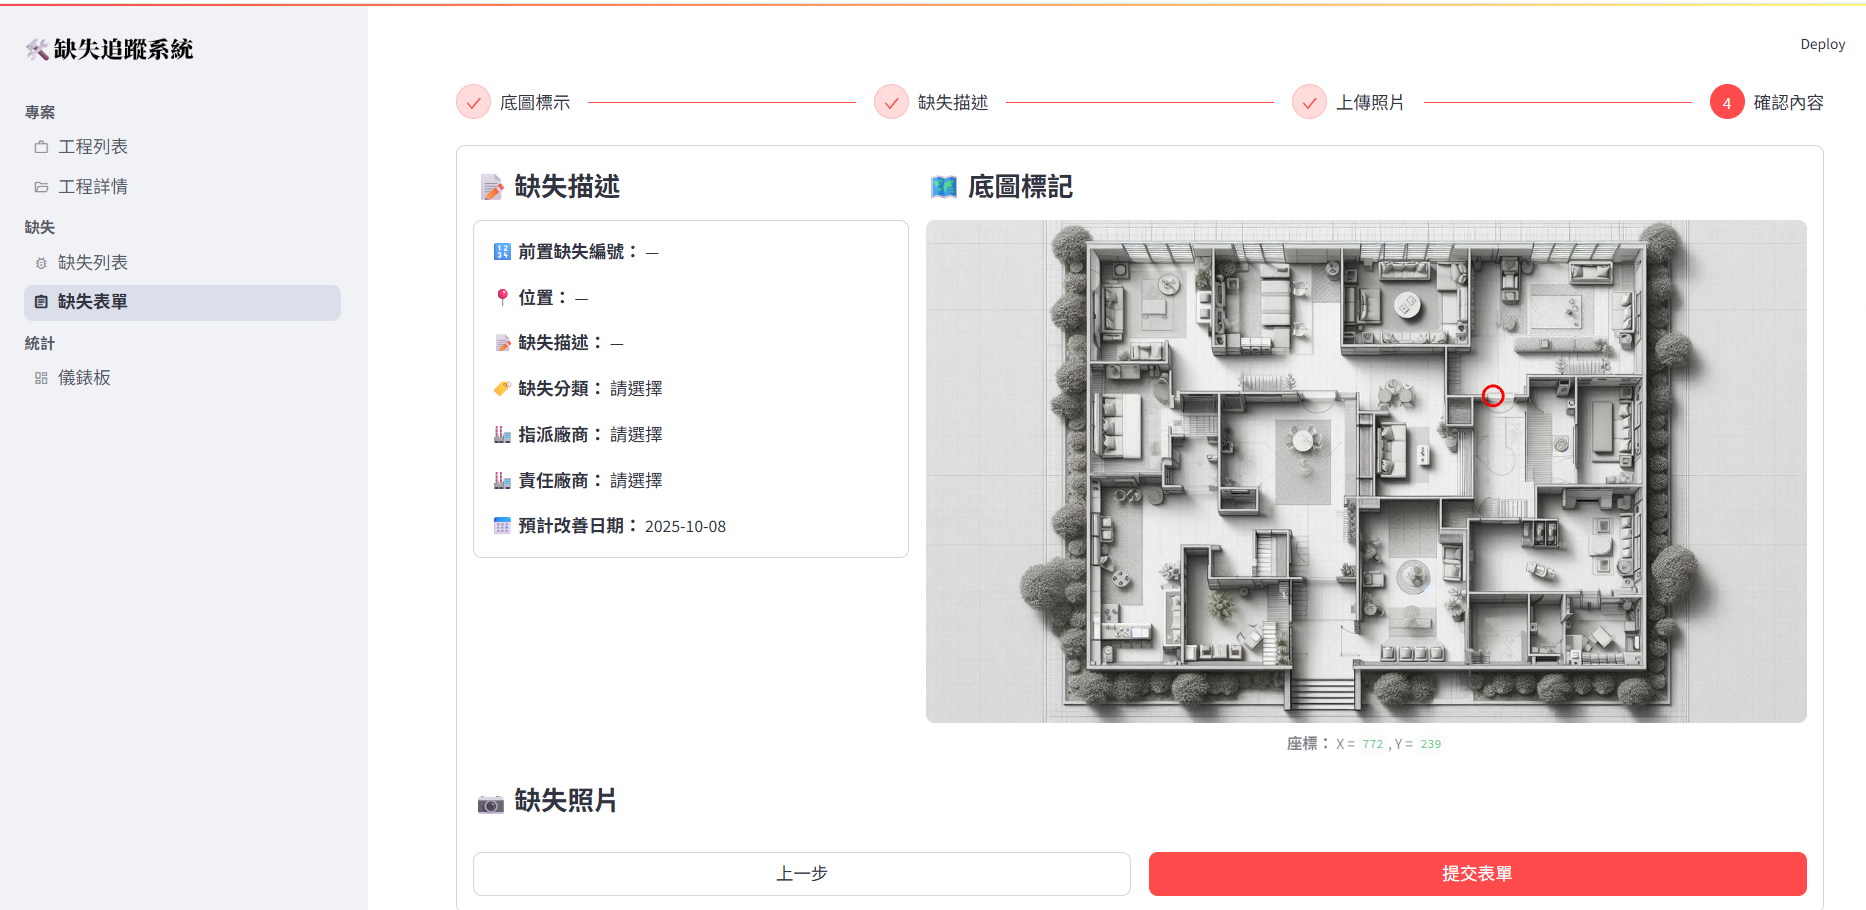 缺失追蹤系統
專案
工程列表
工程詳情
缺失
缺失列表
缺失表單
統計
儀錶板
Deploy
底圖標示
缺失描述
上傳照片
4 確認內容
缺失描述
前置缺失編號： —
位置： —
缺失描述： —
缺失分類： 請選擇
指派廠商： 請選擇
責任廠商： 請選擇
預計改善日期： 2025-10-08
底圖標記
座標： X = 772 , Y = 239
缺失照片
上一步
提交表單